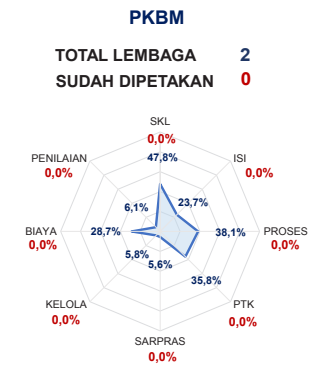 PKBM
TOTAL LEMBAGA 2
SUDAH DIPETAKAN 0
SKL
0,0%
47,8%
PENILAIAN
0,0%
ISI
0,0%
6,1%
23,7%
BIAYA
0,0%
28,7%
38,1%
PROSES
0,0%
5,8%
5,6%
35,8%
KELOLA
0,0%
PTK
0,0%
SARPRAS
0,0%